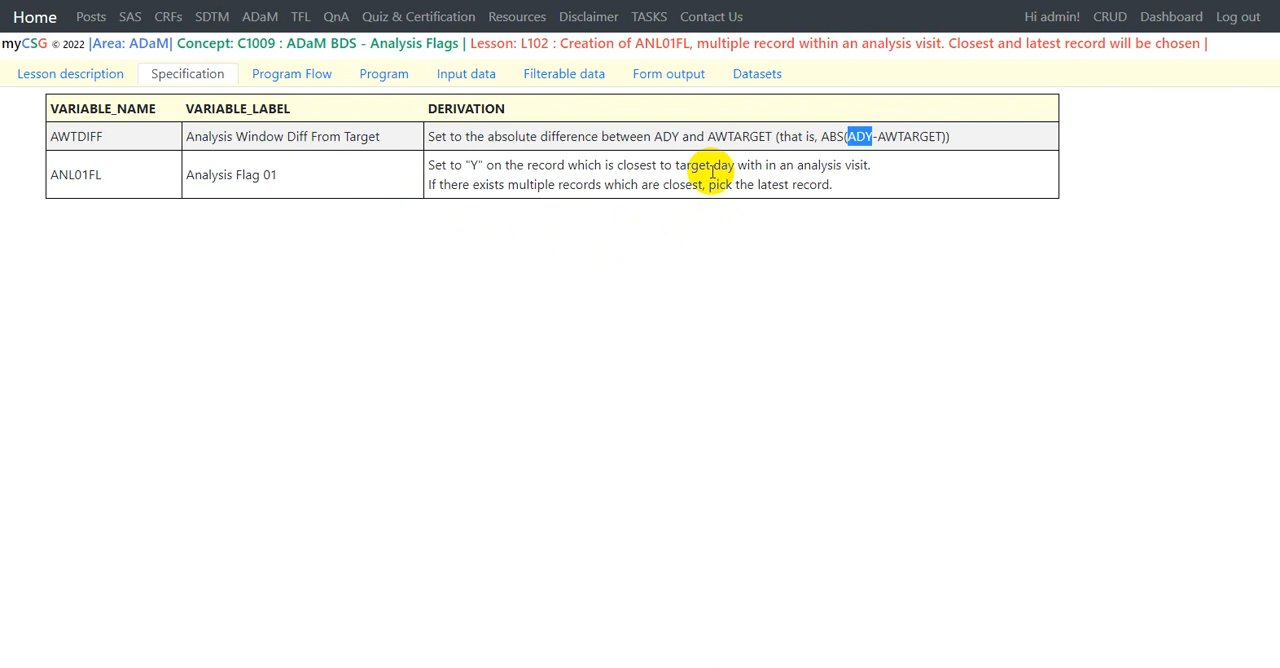 Home Posts SAS CRFs SDTM ADaM TFL QnA Quiz & Certification Resources Disclaimer TASKS Contact Us Hi admin! CRUD Dashboard Log out
myCSG © 2022 |Area: ADaM| Concept: C1009 : ADaM BDS - Analysis Flags | Lesson: L102 : Creation of ANL01FL, multiple record within an analysis visit. Closest and latest record will be chosen |
Lesson description Specification Program Flow Program Input data Filterable data Form output Datasets
VARIABLE_NAME VARIABLE_LABEL DERIVATION
AWTDIFF Analysis Window Diff From Target Set to the absolute difference between ADY and AWTARGET (that is, ABS(ADY-AWTARGET))
ANL01FL Analysis Flag 01 Set to "Y" on the record which is closest to target day with in an analysis visit.
If there exists multiple records which are closest, pick the latest record.